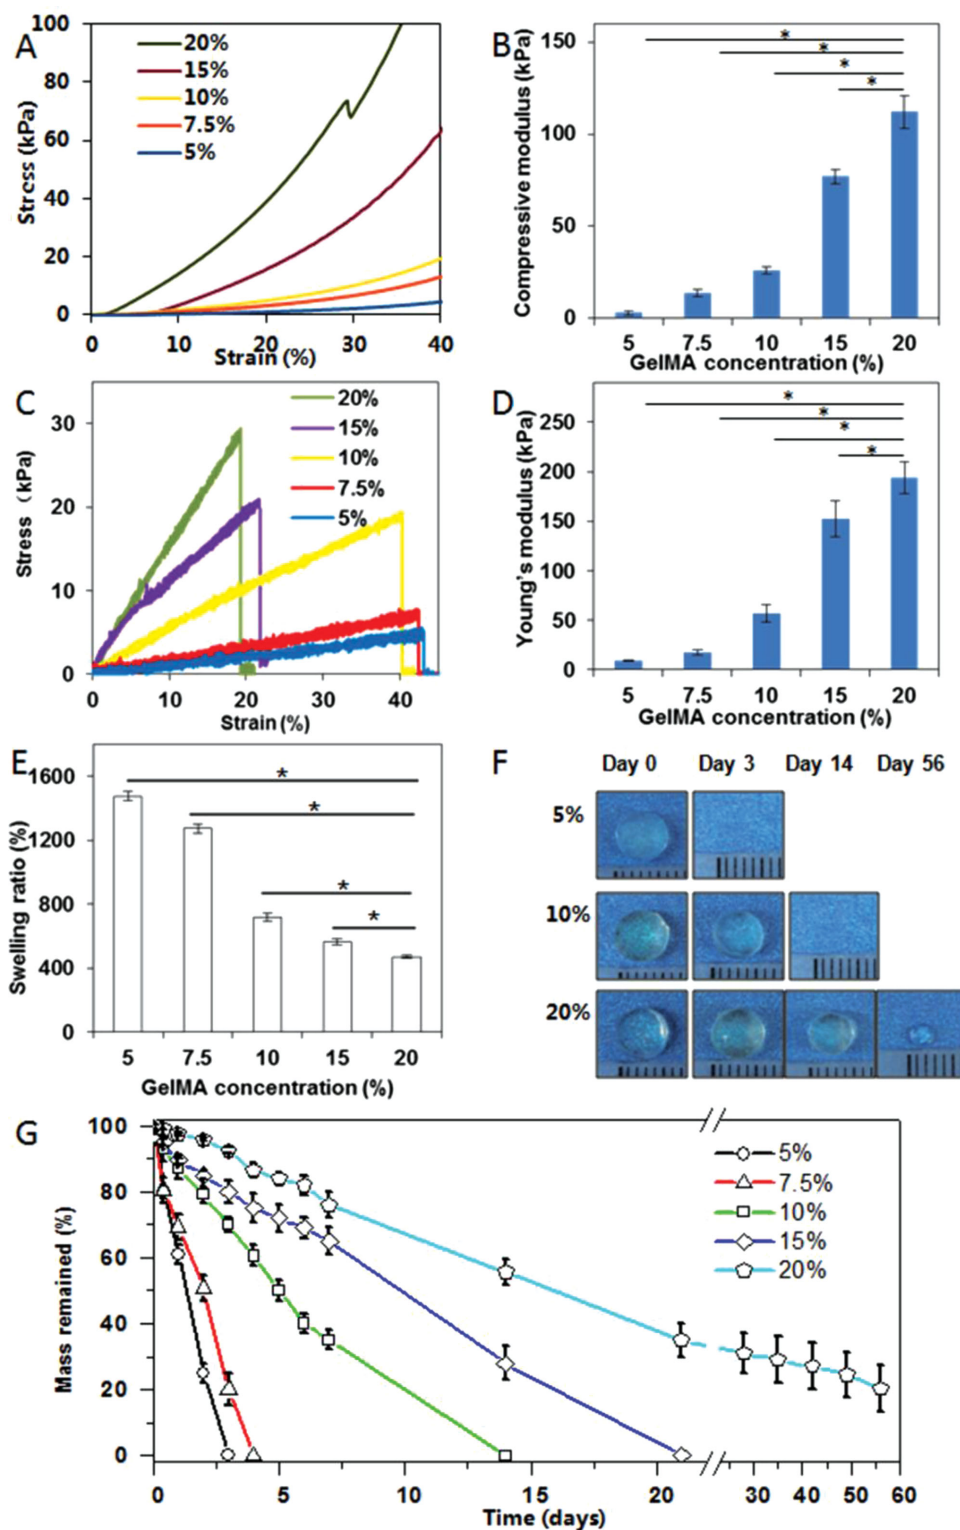 A
100
80
60
40
20
0
Stress (kPa)
20%
15%
10%
7.5%
5%
0 10 20 30 40
Strain (%)
B
150
100
50
0
Compressive modulus (kPa)
* * * *
5 7.5 10 15 20
GelMA concentration (%)
C
30
20
10
0
Stress (kPa)
20%
15%
10%
7.5%
5%
0 10 20 30 40
Strain (%)
D
250
200
150
100
50
0
Young's modulus (kPa)
* * * *
5 7.5 10 15 20
GelMA concentration (%)
E
1600
1200
800
400
0
Swelling ratio (%)
* * * *
5 7.5 10 15 20
GelMA concentration (%)
F
Day 0 Day 3 Day 14 Day 56
5%
10%
20%
G
100
80
60
40
20
0
Mass remained (%)
5%
7.5%
10%
15%
20%
0 5 10 15 20 30 40 50 60
Time (days)